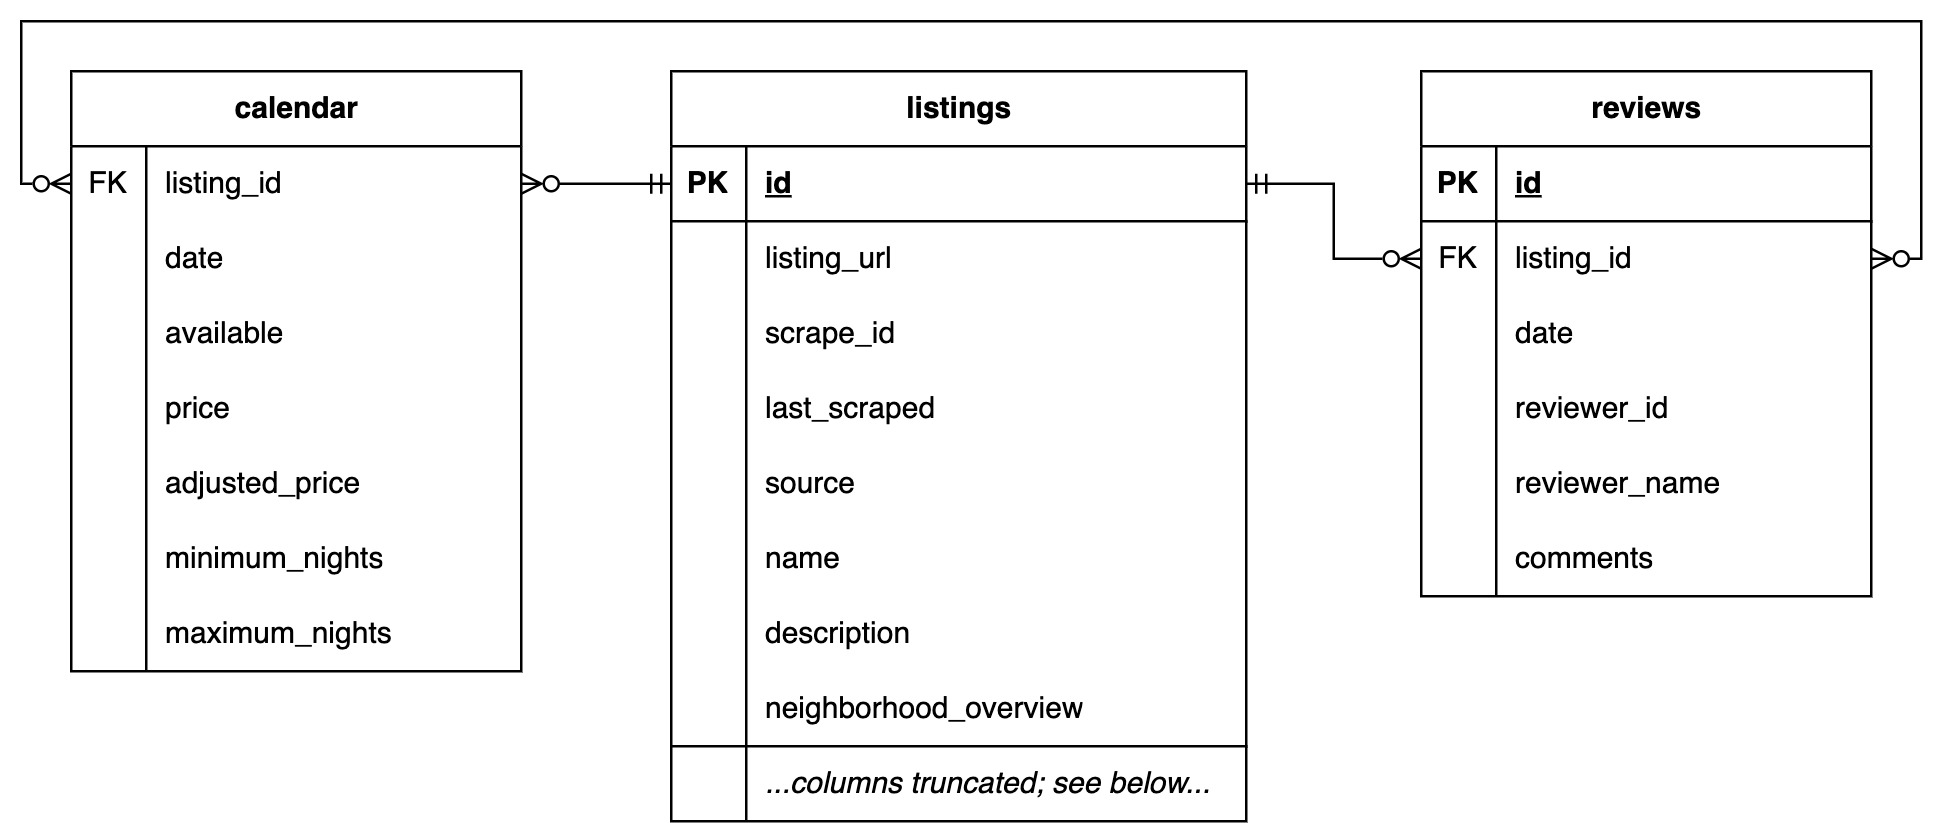 calendar
FK listing_id
date
available
price
adjusted_price
minimum_nights
maximum_nights
listings
PK id
listing_url
scrape_id
last_scraped
source
name
description
neighborhood_overview
...columns truncated; see below...
reviews
PK id
FK listing_id
date
reviewer_id
reviewer_name
comments